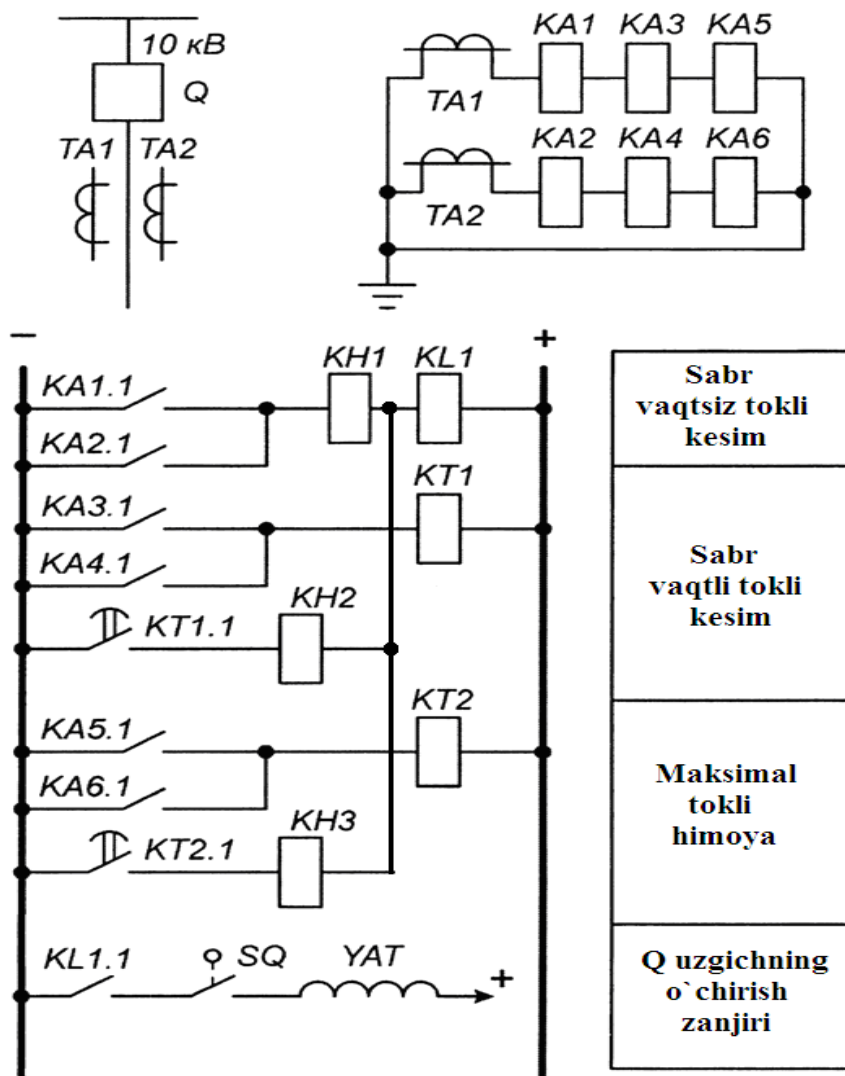 10 кВ
Q
TA1 TA2
KA1 KA3 KA5
TA1
KA2 KA4 KA6
TA2
− +
KH1 KL1
KA1.1
KA2.1
KT1
KA3.1
KA4.1
KH2
KT1.1
KT2
KA5.1
KA6.1
KH3
KT2.1
KL1.1 SQ YAT +
Sabr
vaqtsiz tokli
kesim
Sabr
vaqtli tokli
kesim
Maksimal
tokli
himoya
Q uzgichning
o`chirish
zanjiri